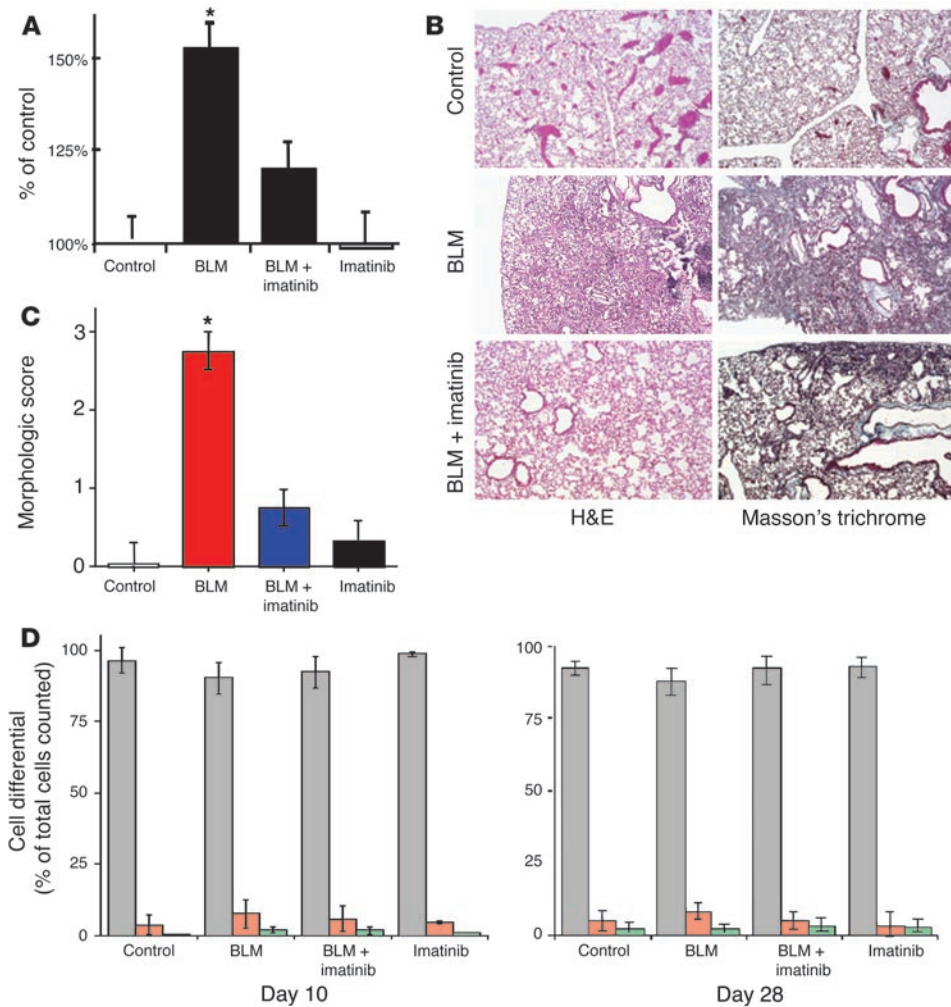 A
% of control
150%
125%
100%
*
Control
BLM
BLM +
imatinib
Imatinib
B
Control
BLM
BLM + imatinib
H&E
Masson's trichrome
C
Morphologic score
3
2
1
0
*
Control
BLM
BLM +
imatinib
Imatinib
D
Cell differential
(% of total cells counted)
100
75
50
25
0
Control
BLM
BLM +
imatinib
Imatinib
Day 10
100
75
50
25
0
Control
BLM
BLM +
imatinib
Imatinib
Day 28